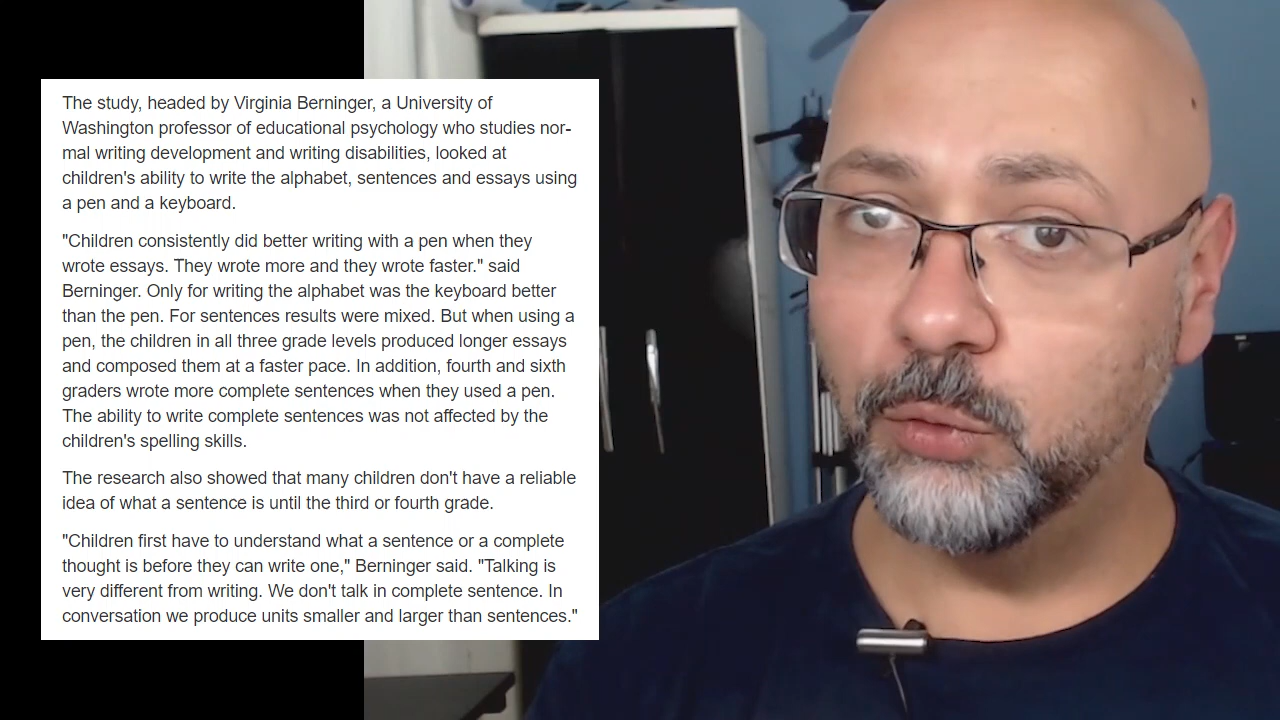 The study, headed by Virginia Berninger, a University of
Washington professor of educational psychology who studies nor-
mal writing development and writing disabilities, looked at
children's ability to write the alphabet, sentences and essays using
a pen and a keyboard.
"Children consistently did better writing with a pen when they
wrote essays. They wrote more and they wrote faster." said
Berninger. Only for writing the alphabet was the keyboard better
than the pen. For sentences results were mixed. But when using a
pen, the children in all three grade levels produced longer essays
and composed them at a faster pace. In addition, fourth and sixth
graders wrote more complete sentences when they used a pen.
The ability to write complete sentences was not affected by the
children's spelling skills.
The research also showed that many children don't have a reliable
idea of what a sentence is until the third or fourth grade.
"Children first have to understand what a sentence or a complete
thought is before they can write one," Berninger said. "Talking is
very different from writing. We don't talk in complete sentence. In
conversation we produce units smaller and larger than sentences."